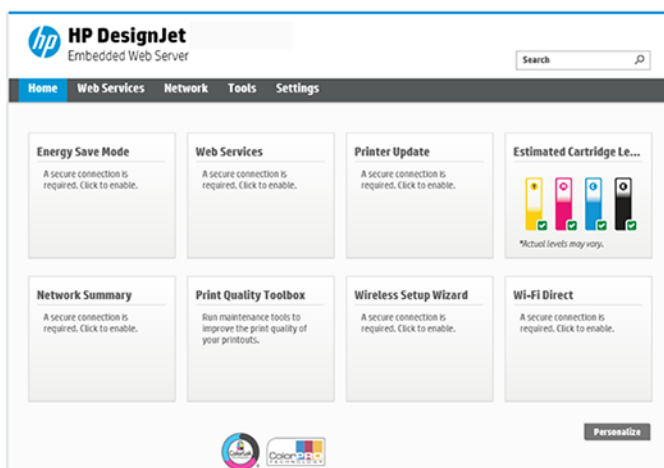 hp
HP DesignJet
Embedded Web Server
Search
Home Web Services Network Tools Settings
Energy Save Mode
A secure connection is
required. Click to enable.
Web Services
A secure connection is
required. Click to enable.
Printer Update
A secure connection is
required. Click to enable.
Estimated Cartridge Le...
Y M C K
*Actual levels may vary.
Network Summary
A secure connection is
required. Click to enable.
Print Quality Toolbox
Run maintenance tools to
improve the print quality of
your printouts.
Wireless Setup Wizard
A secure connection is
required. Click to enable.
Wi-Fi Direct
A secure connection is
required. Click to enable.
Personalize
ColorLok
ColorPRO
TECHNOLOGY